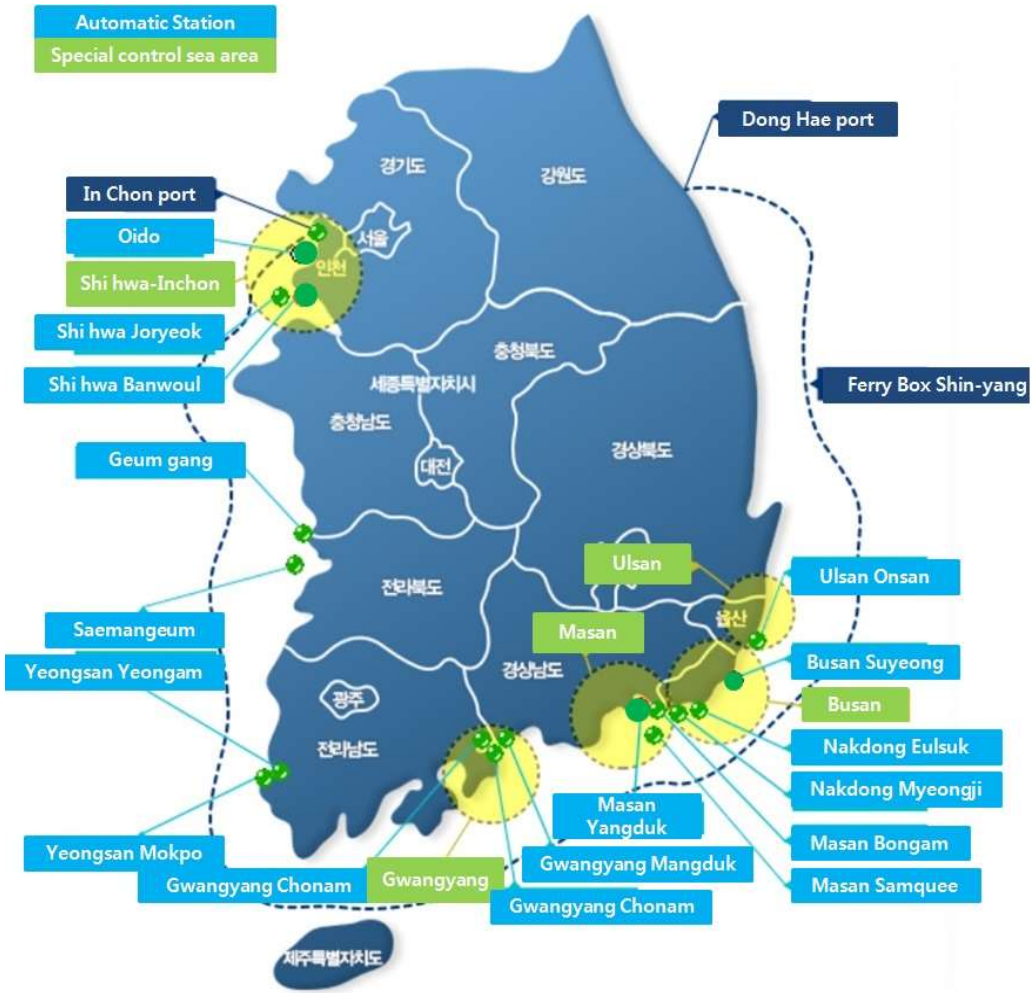 Automatic Station
Special control sea area
Dong Hae port
경기도
강원도
In Chon port
Oido
서울
인천
Shi hwa-Inchon
Shi hwa Joryeok
충청북도
Shi hwa Banwoul
세종특별자치시
Ferry Box Shin-yang
충청남도
경상북도
Geum gang
대전
Ulsan
Ulsan Onsan
전라북도
울산
Saemangeum
Masan
Yeongsan Yeongam
경상남도
Busan Suyeong
광주
Busan
전라남도
Nakdong Eulsuk
Nakdong Myeongji
Masan
Yangduk
Masan Bongam
Yeongsan Mokpo
Gwangyang Mangduk
Gwangyang Chonam
Gwangyang
Masan Samquee
Gwangyang Chonam
제주특별자치도